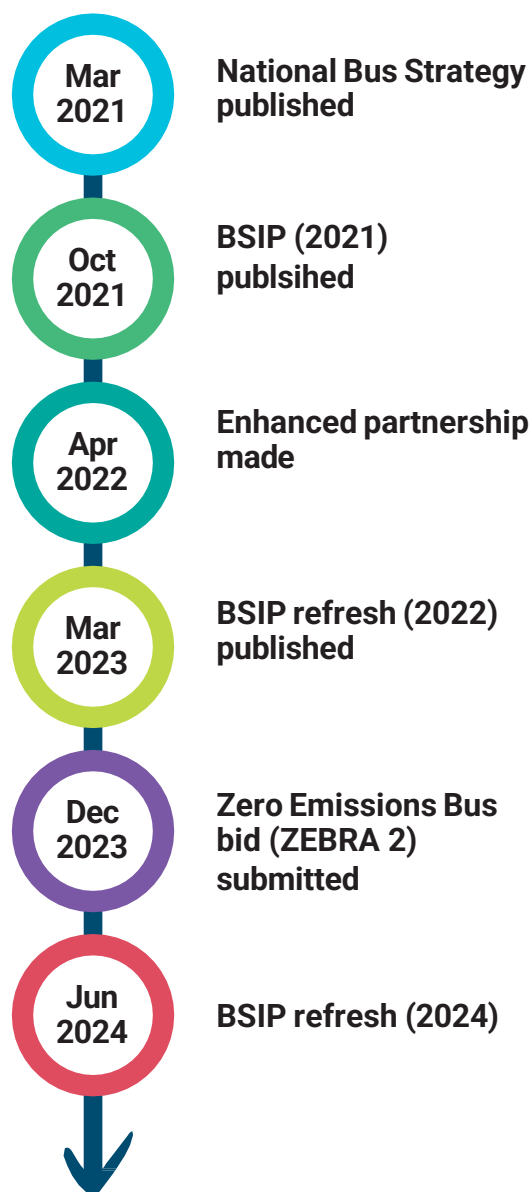 Mar
2021
National Bus Strategy
published
Oct
2021
BSIP (2021)
publsihed
Apr
2022
Enhanced partnership
made
Mar
2023
BSIP refresh (2022)
published
Dec
2023
Zero Emissions Bus
bid (ZEBRA 2)
submitted
Jun
2024
BSIP refresh (2024)